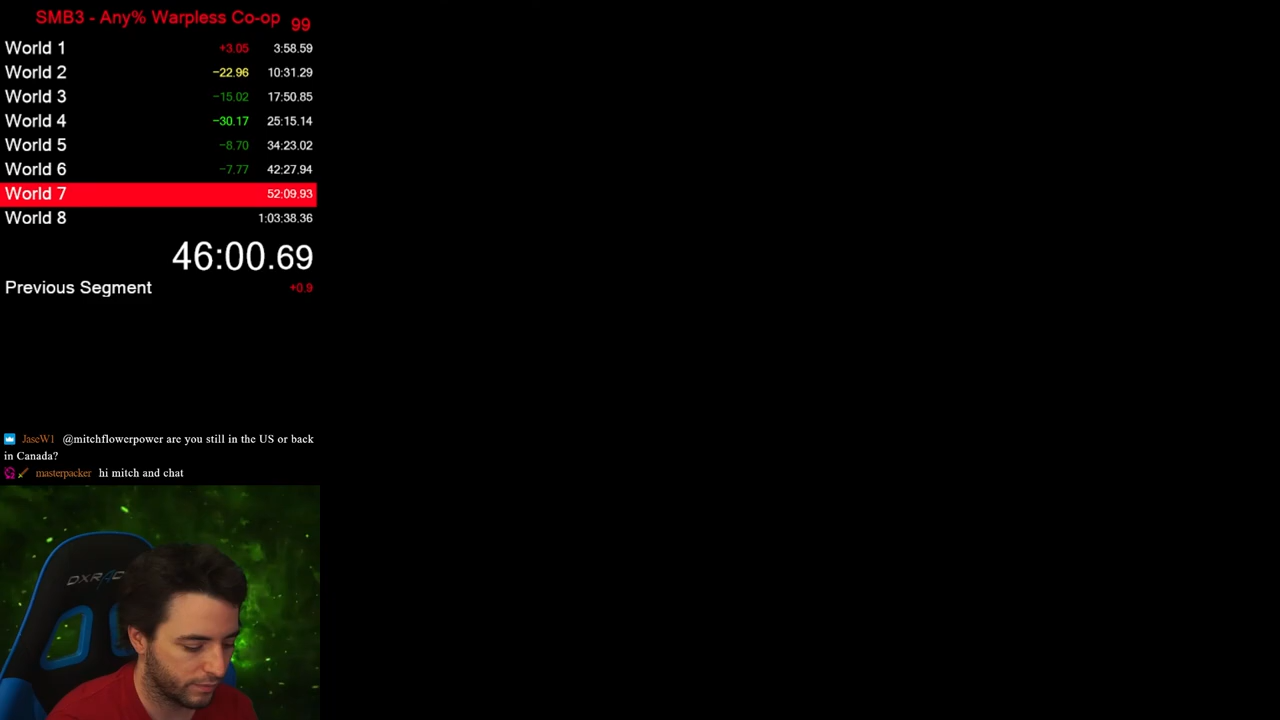 SMB3 - Any% Warpless Co-op 99
World 1 +3.05 3:58.59
World 2 −22.96 10:31.29
World 3 −15.02 17:50.85
World 4 −30.17 25:15.14
World 5 −8.70 34:23.02
World 6 −7.77 42:27.94
World 7 52:09.93
World 8 1:03:38.36
46:00.69
Previous Segment +0.9
JaseW1 @mitchflowerpower are you still in the US or back
in Canada?
masterpacker hi mitch and chat